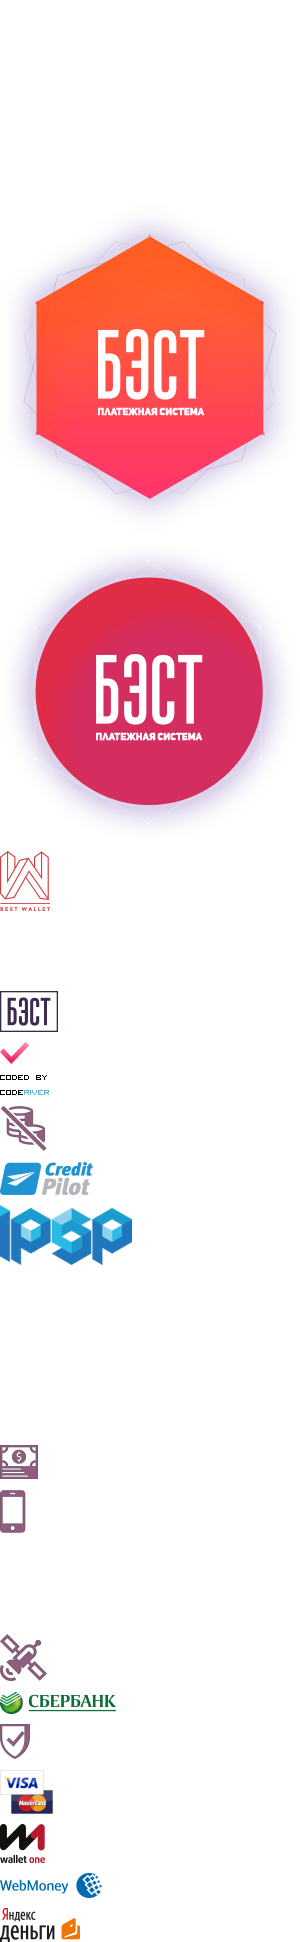 БЭСТ
ПЛАТЕЖНАЯ СИСТЕМА
БЭСТ
ПЛАТЕЖНАЯ СИСТЕМА
BEST WALLET
БЭСТ
CODED BY
CODERIVER
Credit
Pilot
IPSP
СБЕРБАНК
VISA
MasterCard
wallet one
WebMoney
Яндекс
деньги